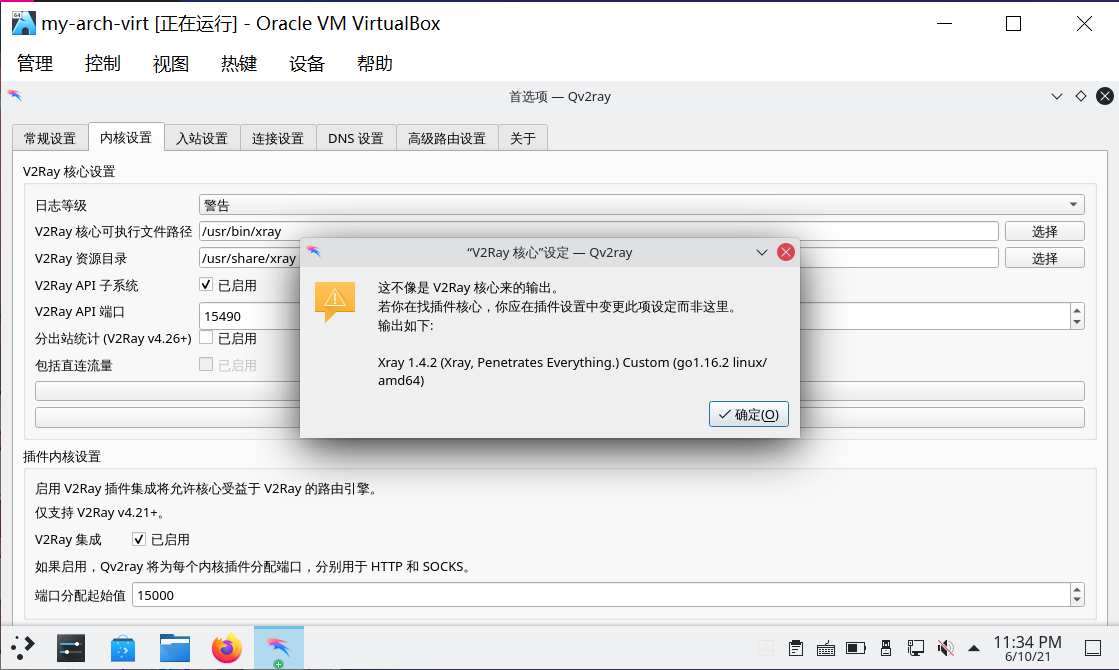 my-arch-virt [正在运行] - Oracle VM VirtualBox
管理 控制 视图 热键 设备 帮助
首选项 — Qv2ray
常规设置 内核设置 入站设置 连接设置 DNS 设置 高级路由设置 关于
V2Ray 核心设置
日志等级 警告
V2Ray 核心可执行文件路径 /usr/bin/xray 选择
V2Ray 资源目录 /usr/share/xray 选择
V2Ray API 子系统 已启用
V2Ray API 端口 15490
分出站统计 (V2Ray v4.26+) 已启用
包括直连流量 已启用
“V2Ray 核心”设定 — Qv2ray
这不像是 V2Ray 核心来的输出。
若你在找插件核心，你应在插件设置中变更此项设定而非这里。
输出如下:
Xray 1.4.2 (Xray, Penetrates Everything.) Custom (go1.16.2 linux/
amd64)
确定(O)
插件内核设置
启用 V2Ray 插件集成将允许核心受益于 V2Ray 的路由引擎。
仅支持 V2Ray v4.21+。
V2Ray 集成 已启用
如果启用，Qv2ray 将为每个内核插件分配端口，分别用于 HTTP 和 SOCKS。
端口分配起始值 15000
11:34 PM
6/10/21